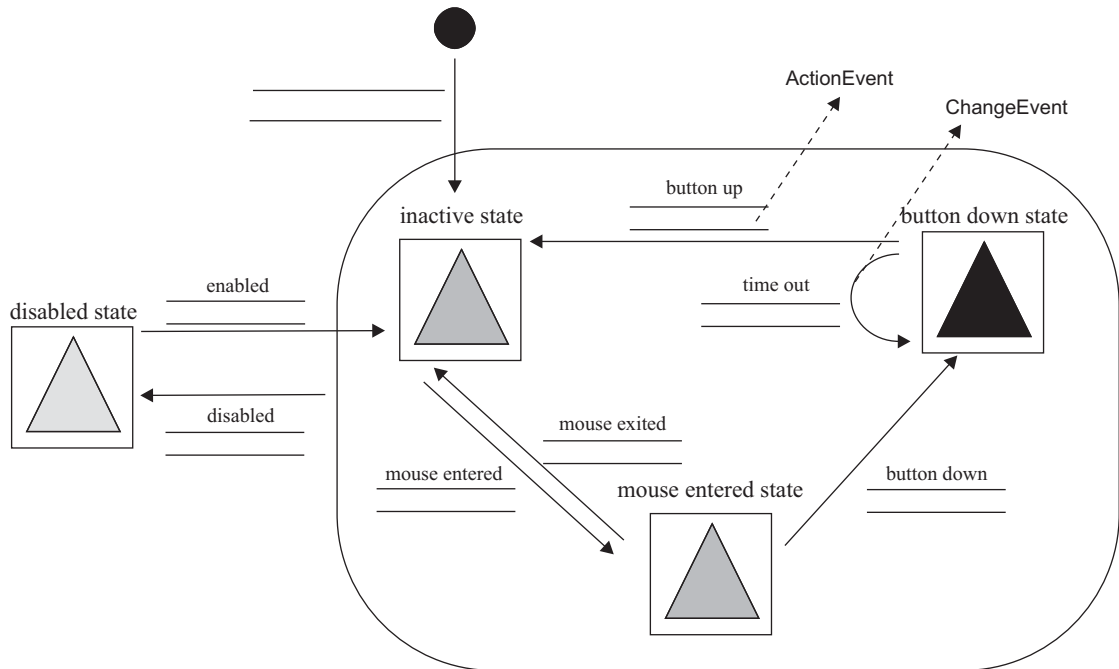 ActionEvent
ChangeEvent
button up
inactive state
button down state
enabled
time out
disabled state
disabled
mouse exited
mouse entered
button down
mouse entered state